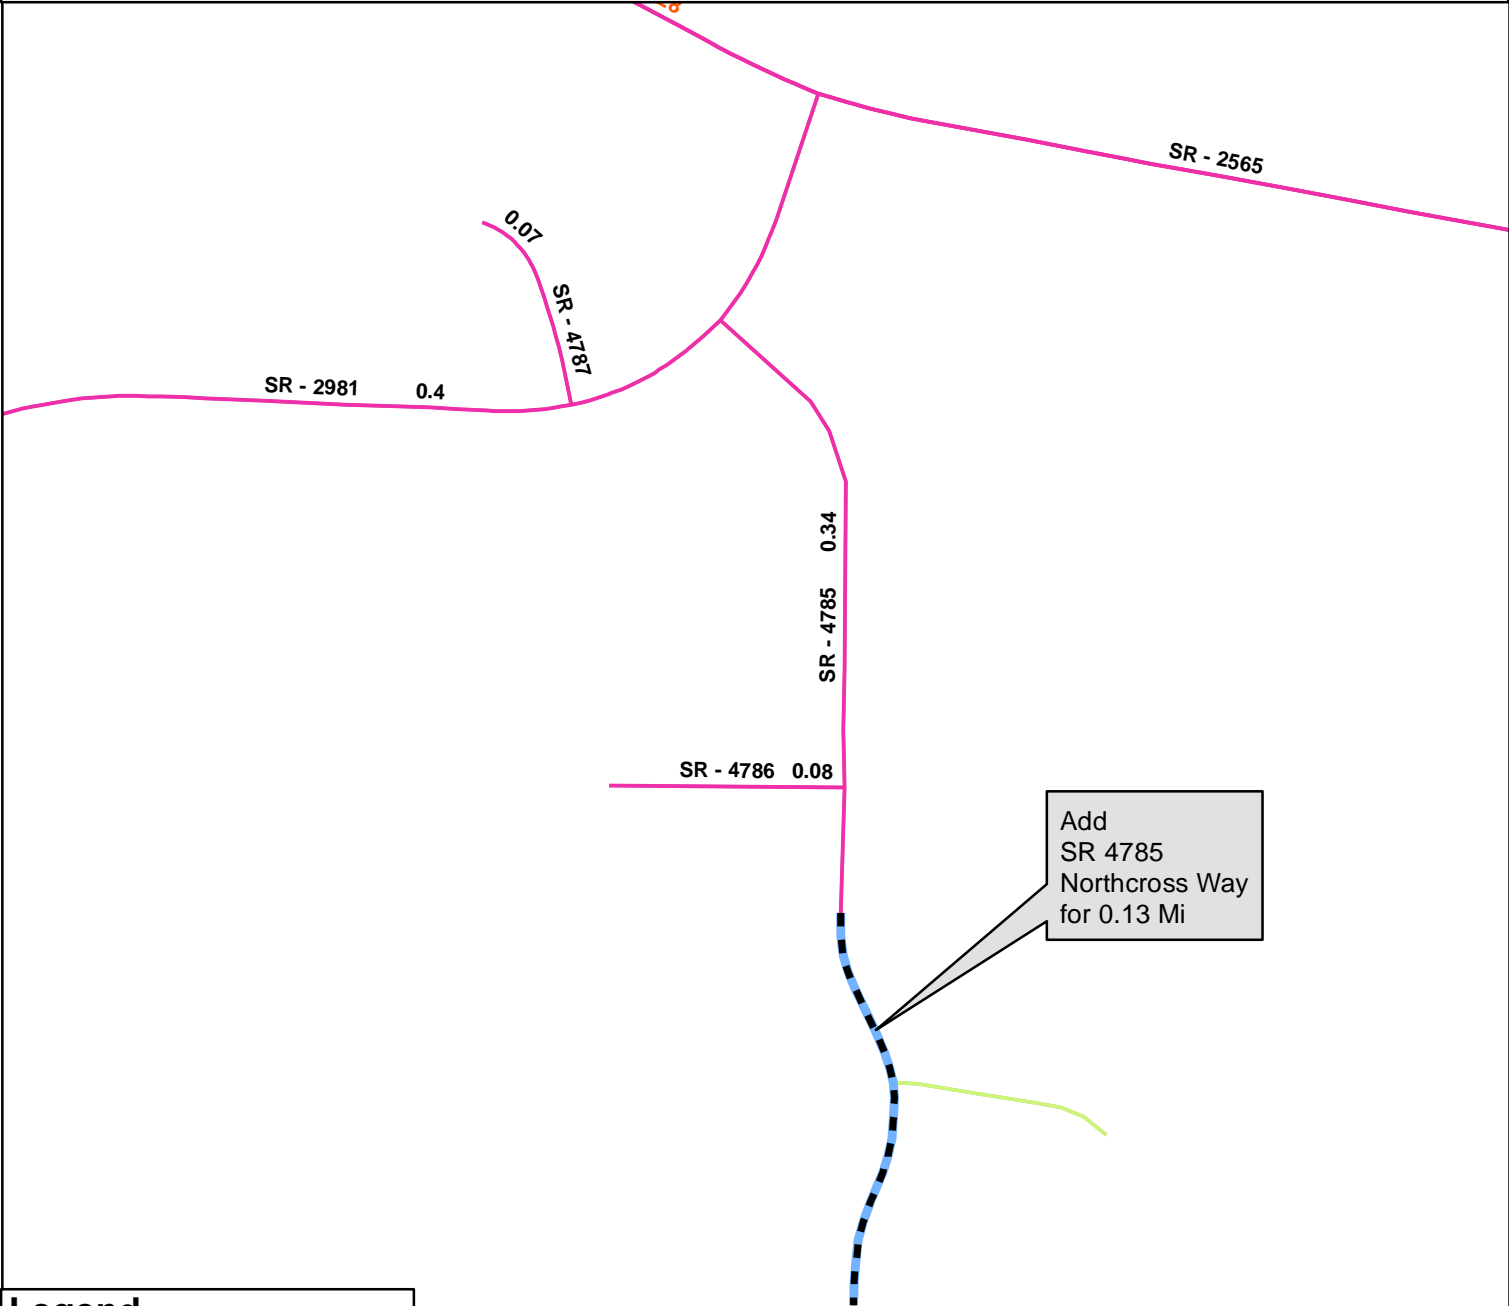 SR - 2565
0.07
SR - 4787
SR - 2981 0.4
SR - 4785 0.34
SR - 4786 0.08
Add
SR 4785
Northcross Way
for 0.13 Mi
Legend